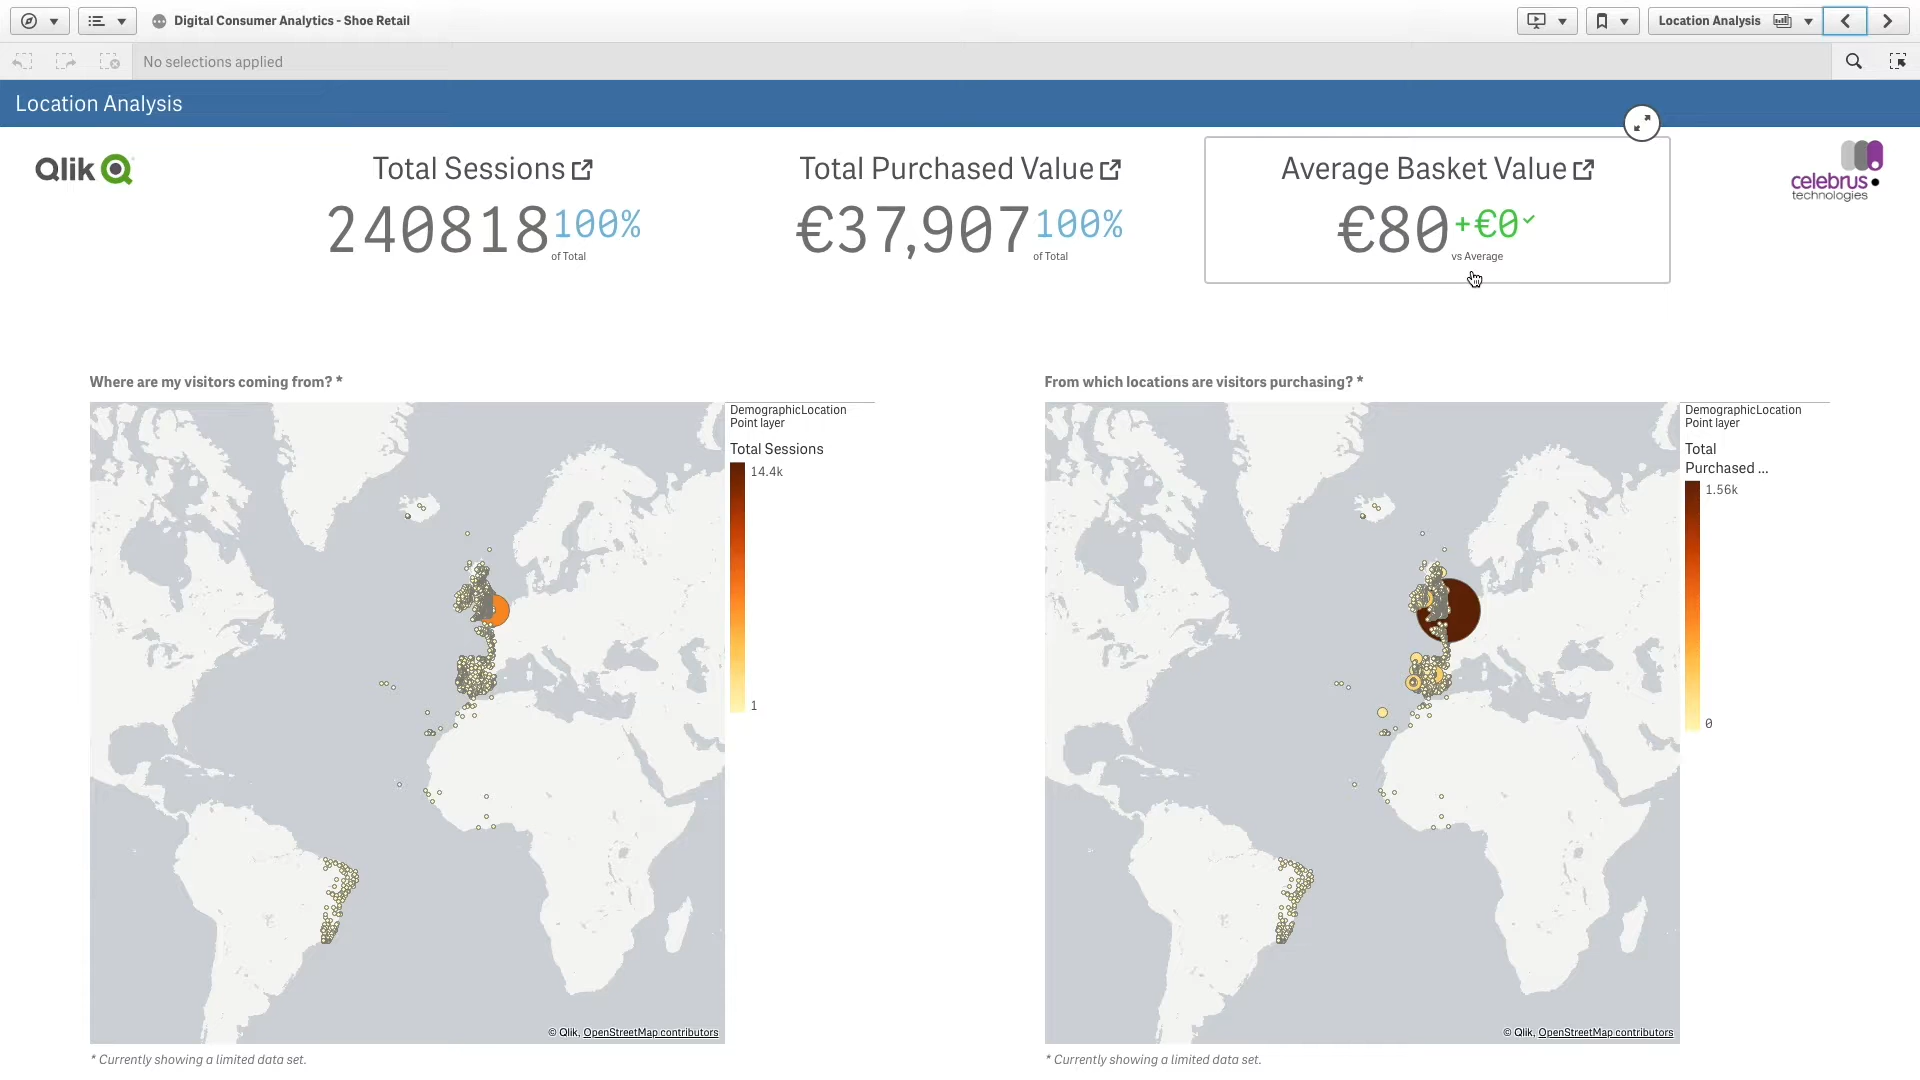 Digital Consumer Analytics - Shoe Retail
Location Analysis
No selections applied
Location Analysis
Qlik
Total Sessions
240818 100%
of Total
Total Purchased Value
€37,907 100%
of Total
Average Basket Value
€80 +€0
vs Average
celebrus
technologies
Where are my visitors coming from? *
DemographicLocation
Point layer
Total Sessions
14.4k
1
© Qlik, OpenStreetMap contributors
* Currently showing a limited data set.
From which locations are visitors purchasing? *
DemographicLocation
Point layer
Total
Purchased ...
1.56k
0
© Qlik, OpenStreetMap contributors
* Currently showing a limited data set.